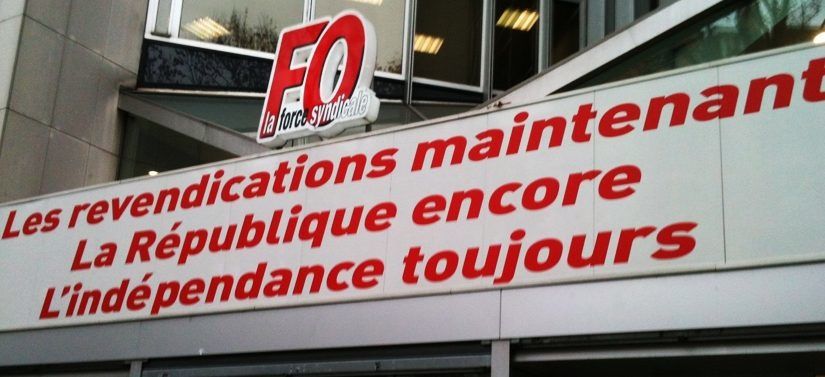 FO
la force syndicale
Les revendications maintenant
La République encore
L'indépendance toujours